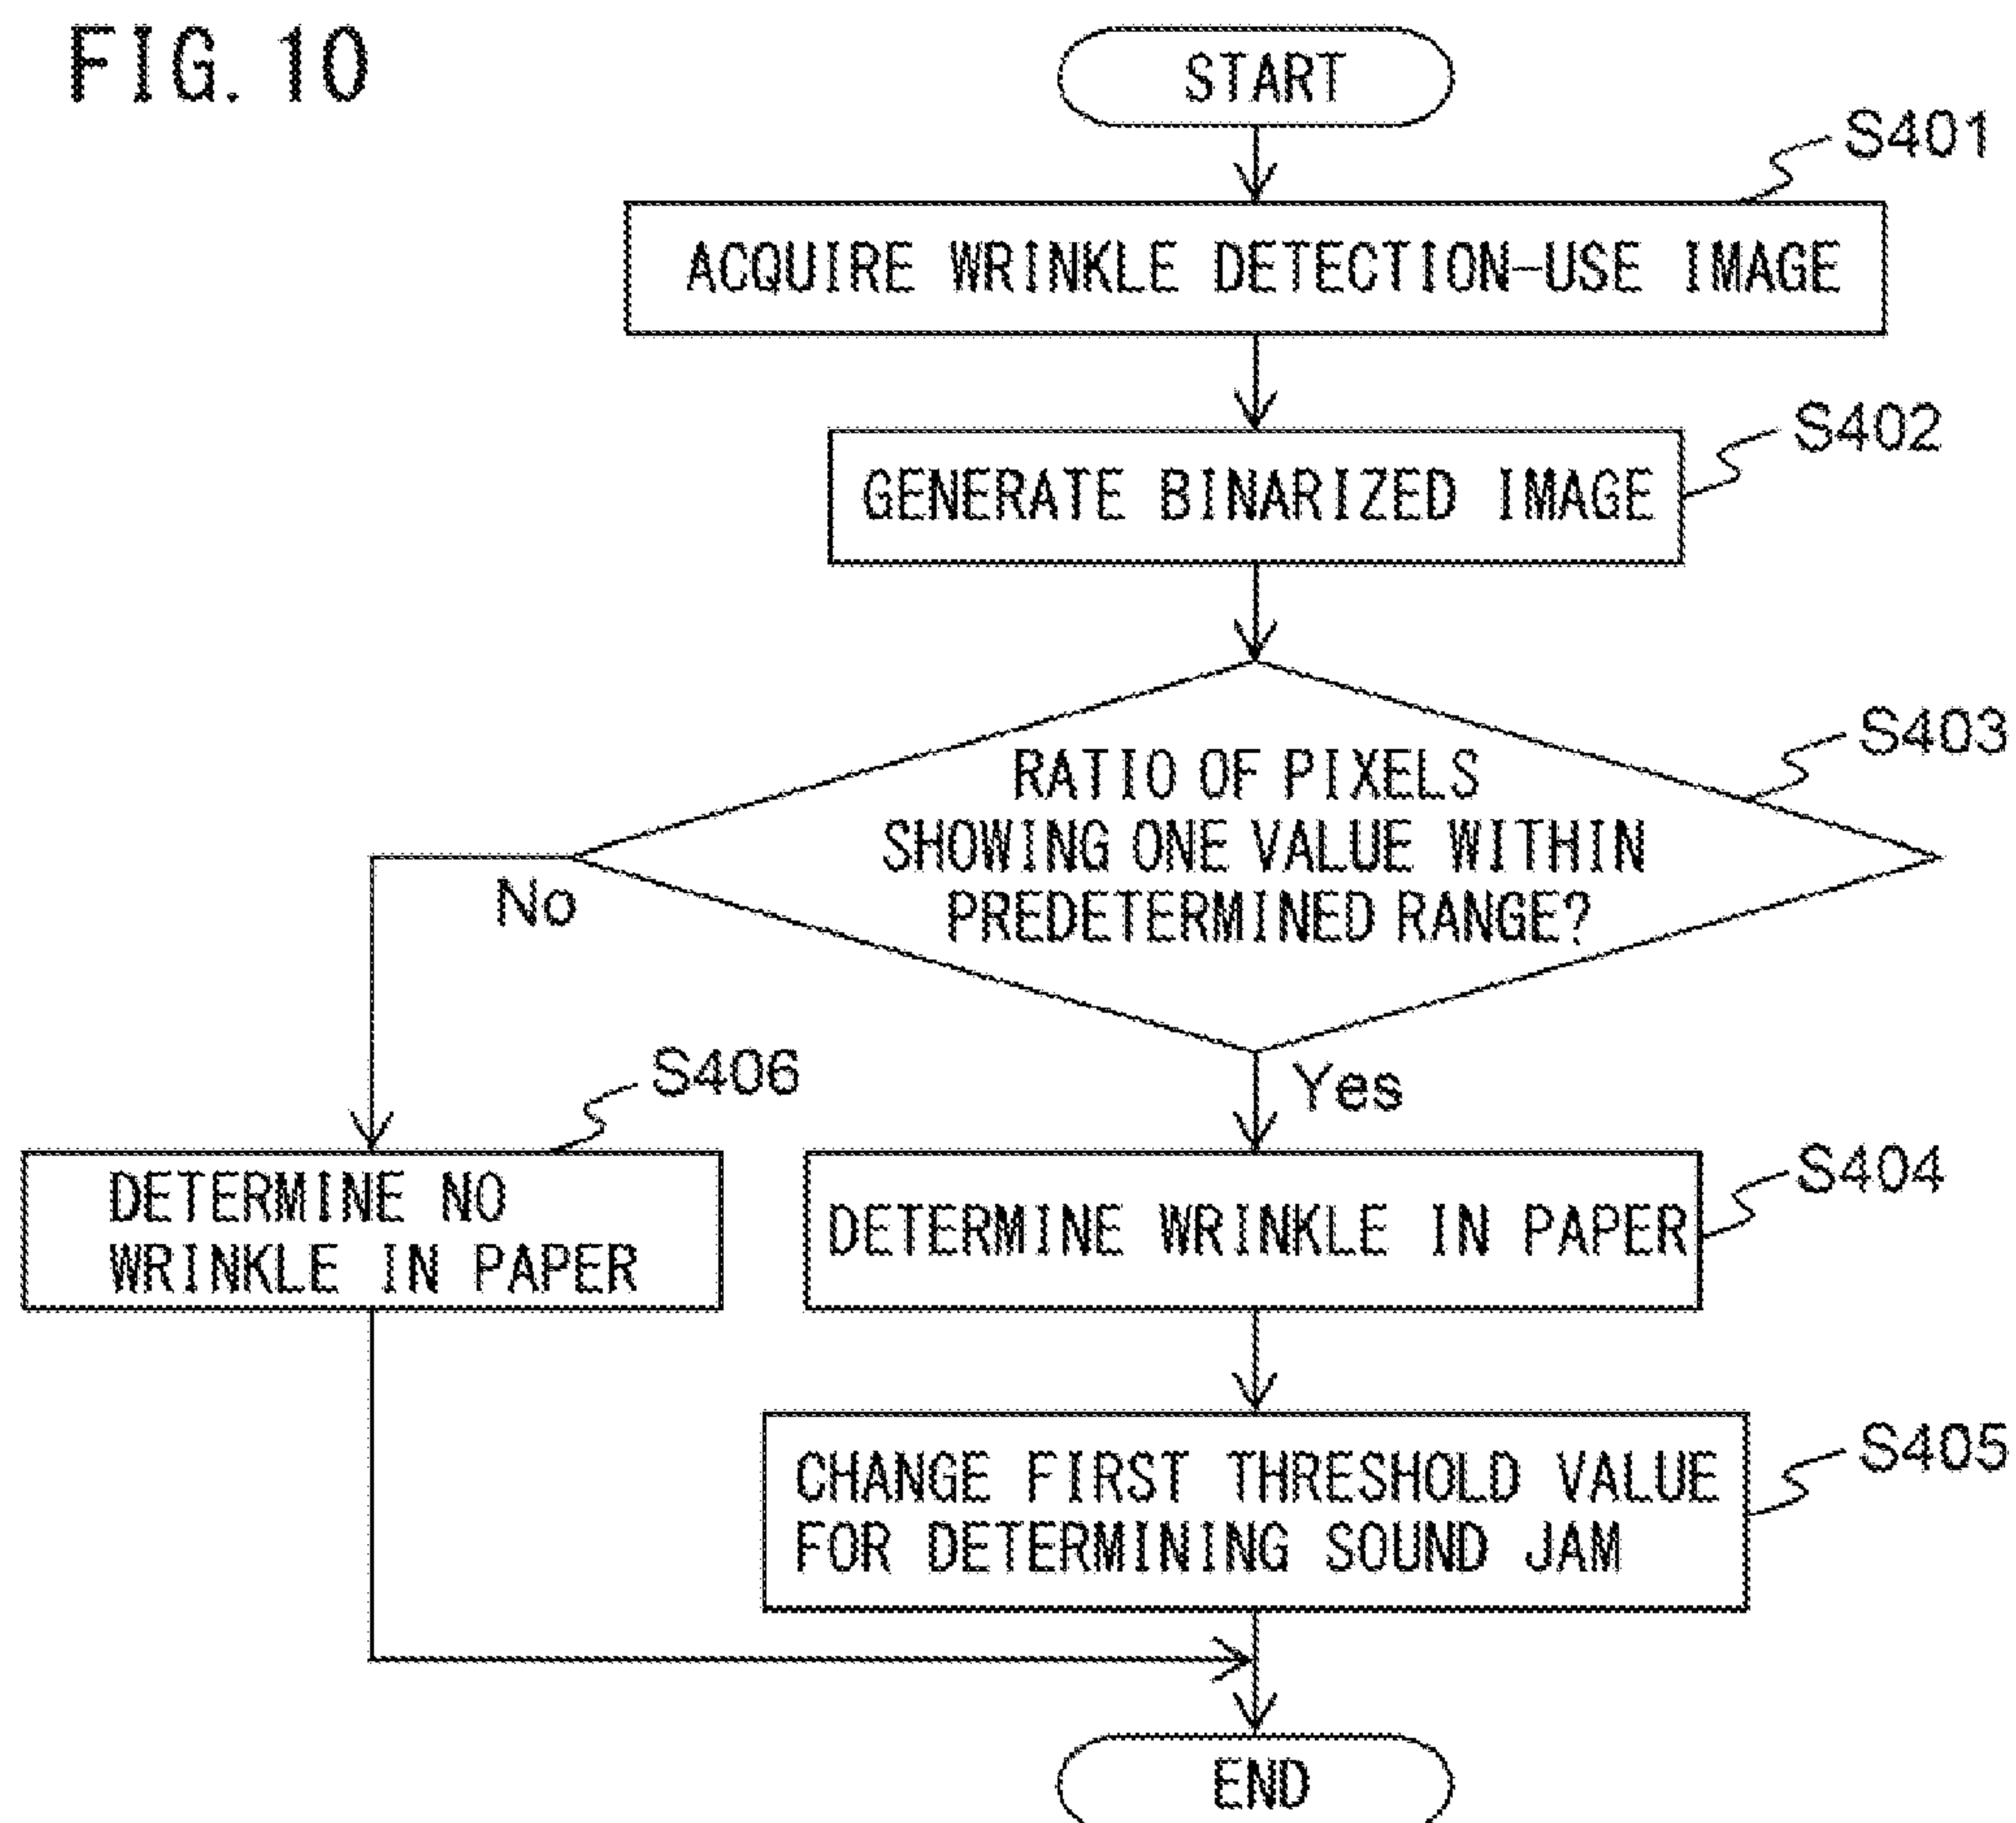 FIG. 10
START
S401
ACQUIRE WRINKLE DETECTION-USE IMAGE
S402
GENERATE BINARIZED IMAGE
S403
RATIO OF PIXELS
SHOWING ONE VALUE WITHIN
PREDETERMINED RANGE?
No
Yes
S406
DETERMINE NO
WRINKLE IN PAPER
S404
DETERMINE WRINKLE IN PAPER
S405
CHANGE FIRST THRESHOLD VALUE
FOR DETERMINING SOUND JAM
END